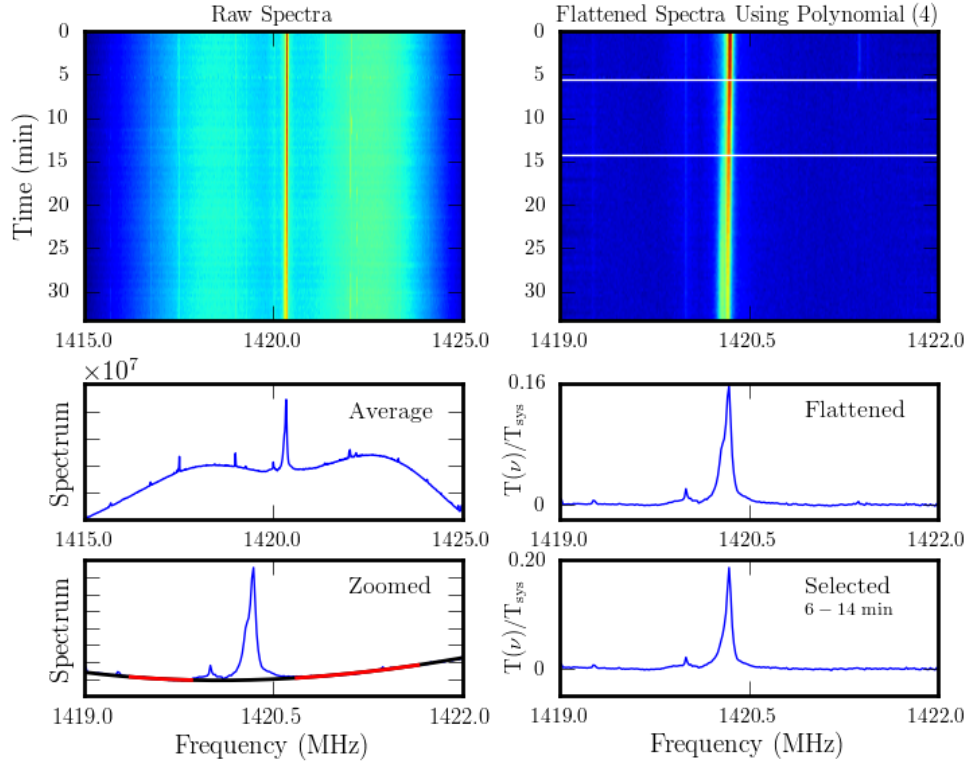 Raw Spectra
Flattened Spectra Using Polynomial (4)
Time (min)
0
5
10
15
20
25
30
1415.0
1420.0
1425.0
0
5
10
15
20
25
30
1419.0
1420.5
1422.0
×10⁷
Spectrum
Average
1415.0
1420.0
1425.0
T(ν)/Tsys
0.16
0
Flattened
1419.0
1420.5
1422.0
Spectrum
Zoomed
1419.0
1420.5
1422.0
Frequency (MHz)
T(ν)/Tsys
0.20
0
Selected
6 − 14 min
1419.0
1420.5
1422.0
Frequency (MHz)